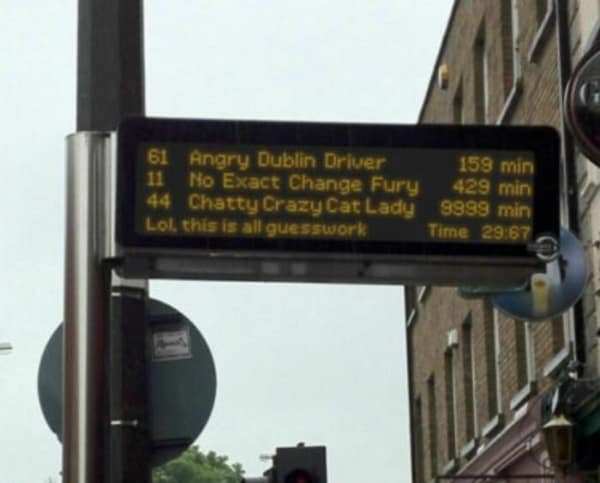 61 Angry Dublin Driver 159 min
11 No Exact Change Fury 429 min
44 Chatty Crazy Cat Lady 9999 min
Lol, this is all guesswork Time 29:67